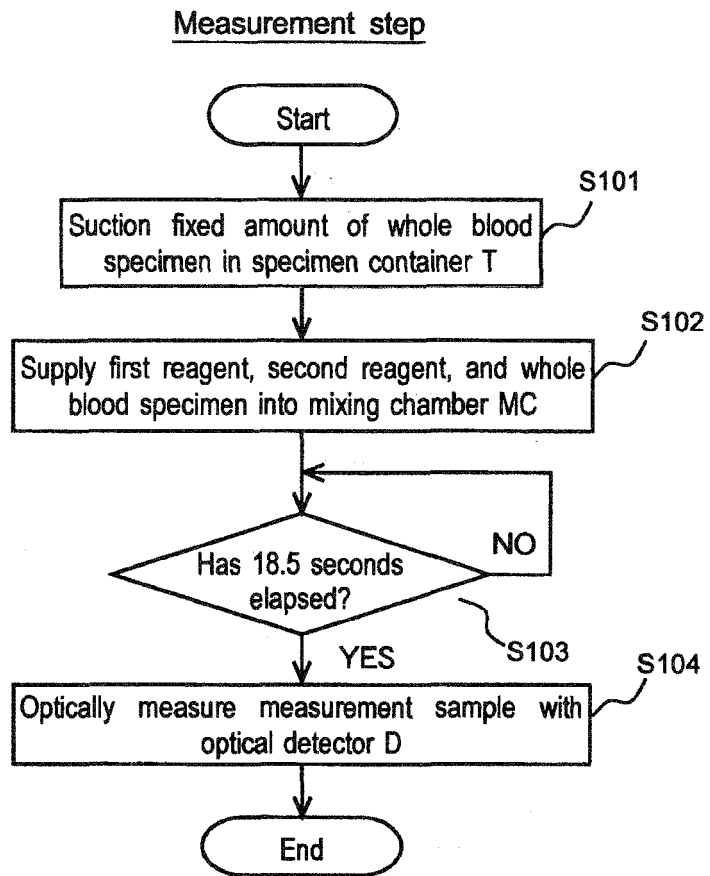 Measurement step
Start
S101
Suction fixed amount of whole blood
specimen in specimen container T
S102
Supply first reagent, second reagent, and whole
blood specimen into mixing chamber MC
NO
Has 18.5 seconds
elapsed?
S103
YES
S104
Optically measure measurement sample with
optical detector D
End